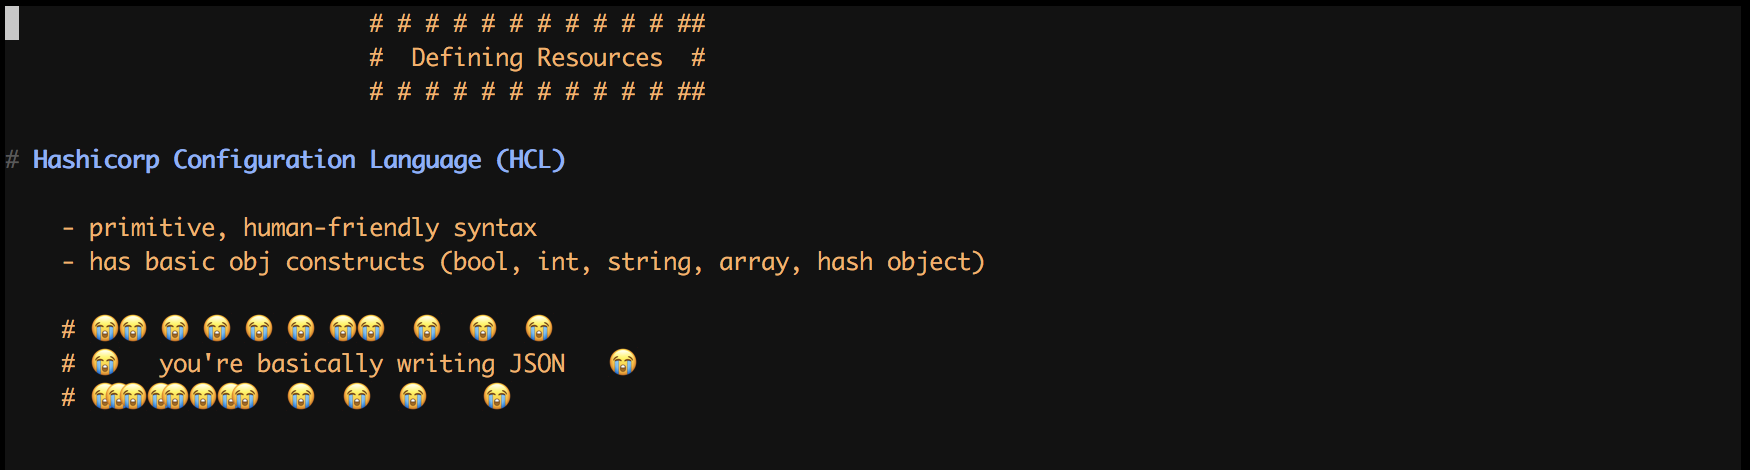 # # # # # # # # # # # ##
#  Defining Resources  #
# # # # # # # # # # # ##
# Hashicorp Configuration Language (HCL)
- primitive, human-friendly syntax
- has basic obj constructs (bool, int, string, array, hash object)
# 😭😭 😭 😭 😭 😭 😭😭  😭  😭  😭
# 😭   you're basically writing JSON   😭
# 😭😭😭😭😭😭😭😭  😭  😭  😭    😭